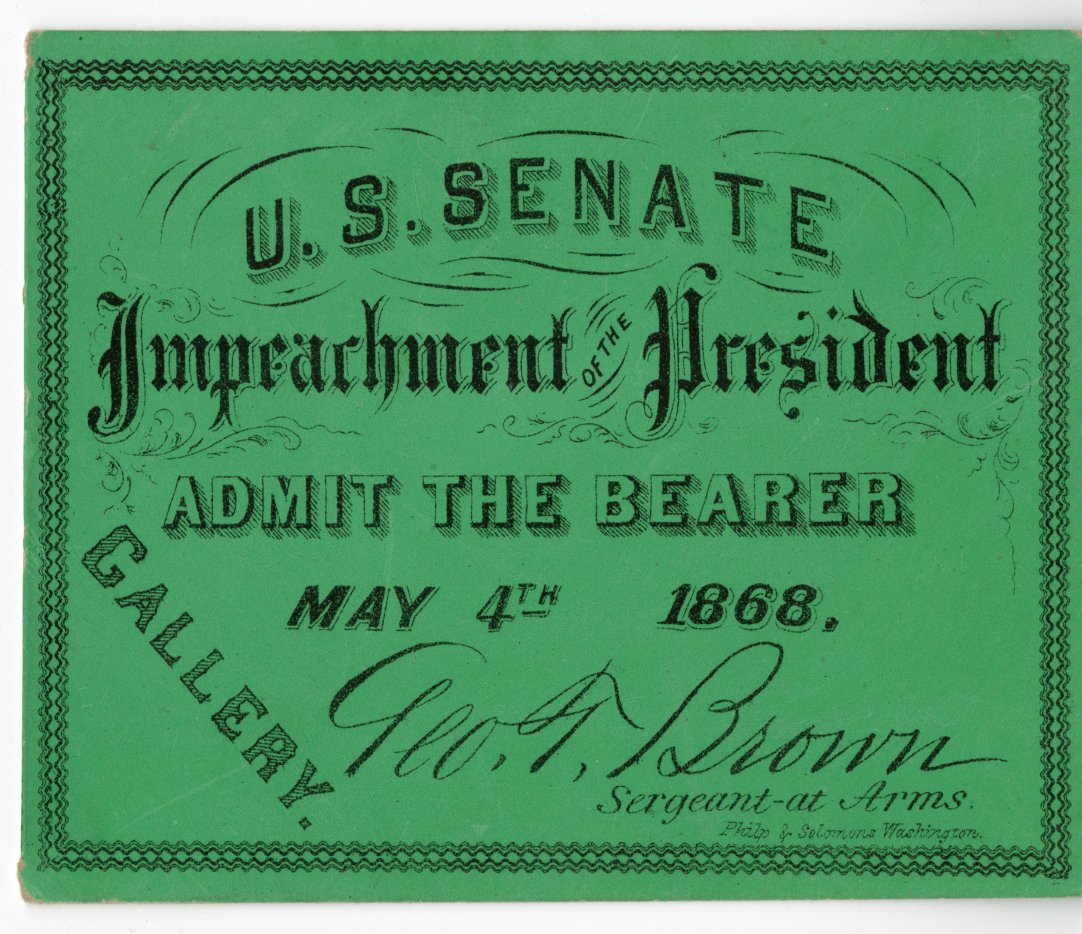 U. S. SENATE
Impeachment OF THE President
ADMIT THE BEARER
GALLERY.
MAY 4TH 1868.
Geo. T. Brown
Sergeant-at Arms.
Philp & Solomons Washington.